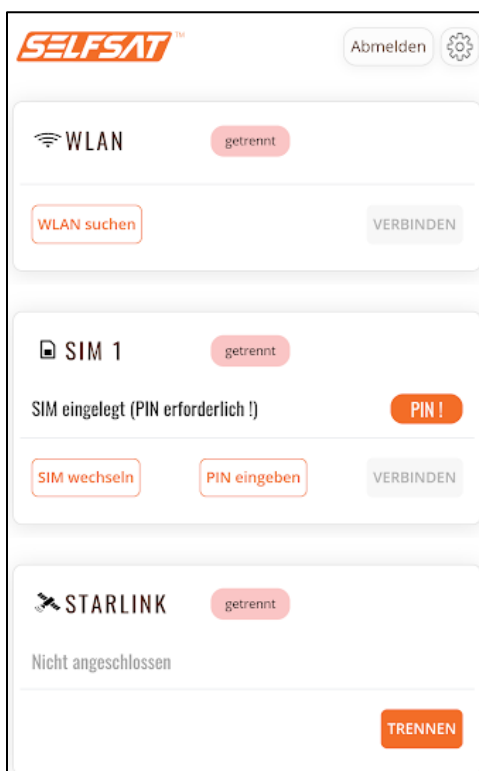 SELFSAT™
Abmelden
WLAN getrennt
WLAN suchen VERBINDEN
SIM 1 getrennt
SIM eingelegt (PIN erforderlich !) PIN !
SIM wechseln PIN eingeben VERBINDEN
STARLINK getrennt
Nicht angeschlossen
TRENNEN